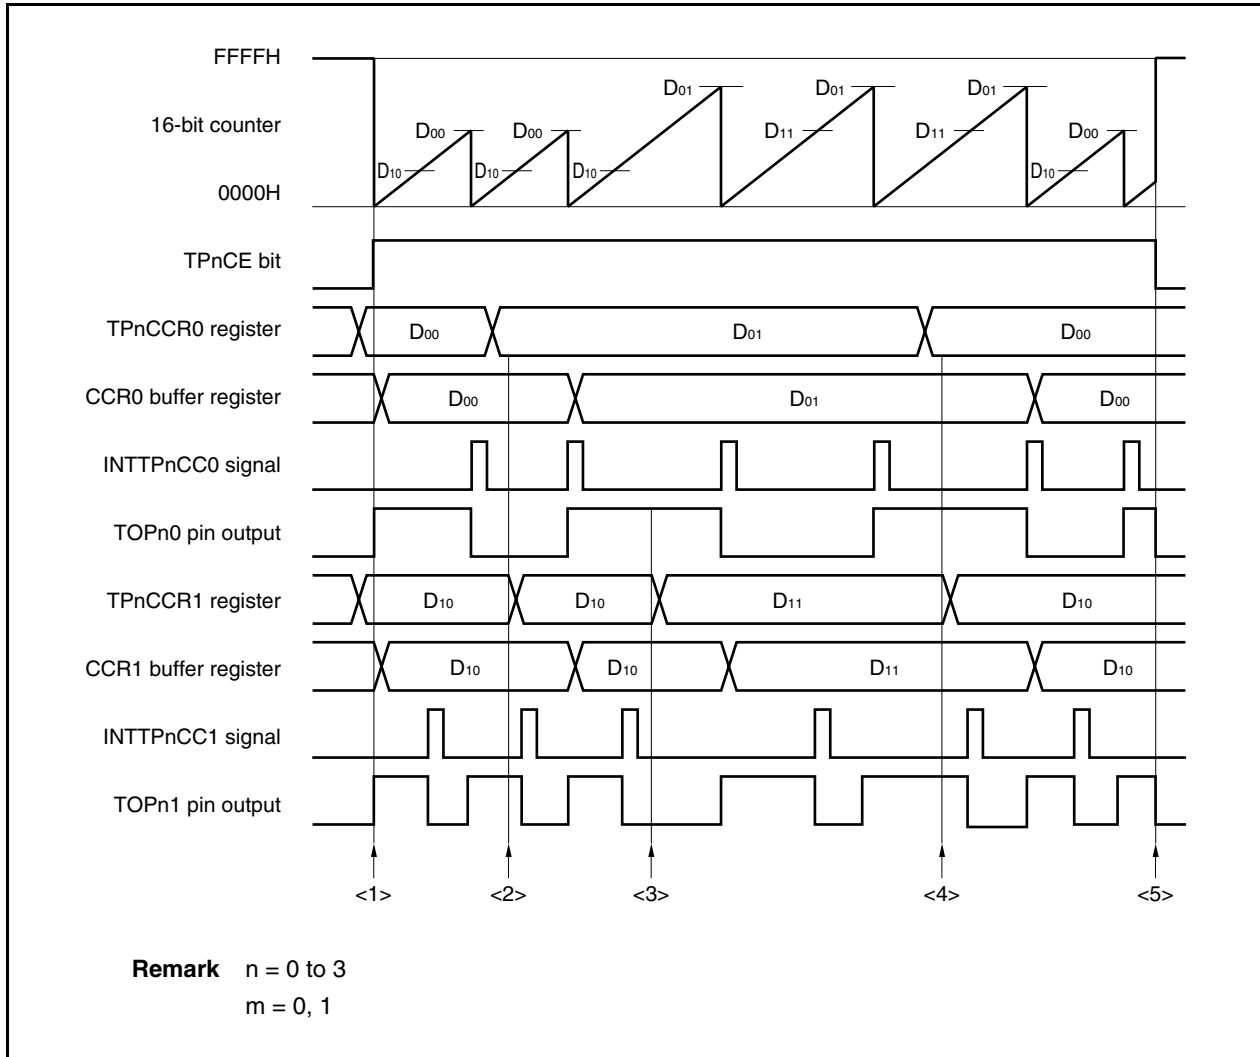 FFFFH
16-bit counter
0000H
D00 D00 D01 D01 D01 D00
D10 D10 D10 D11 D11 D10
TPnCE bit
TPnCCR0 register D00 D01 D00
CCR0 buffer register D00 D01 D00
INTTPnCC0 signal
TOPn0 pin output
TPnCCR1 register D10 D10 D11 D10
CCR1 buffer register D10 D10 D11 D10
INTTPnCC1 signal
TOPn1 pin output
<1> <2> <3> <4> <5>
Remark n = 0 to 3
m = 0, 1